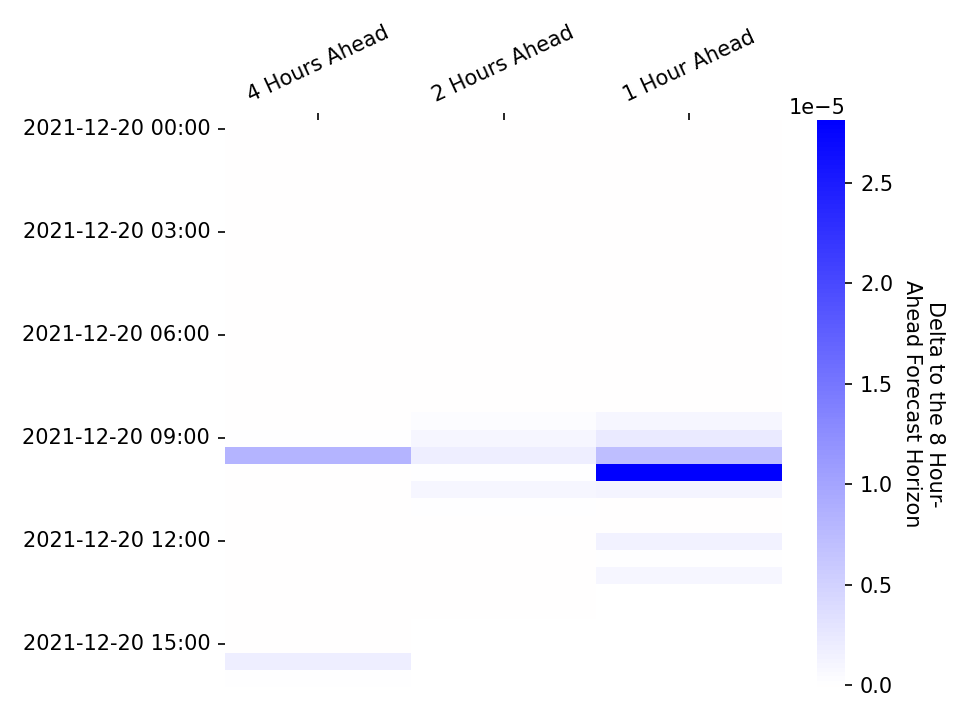 4 Hours Ahead
2 Hours Ahead
1 Hour Ahead
1e−5
2021-12-20 00:00
2021-12-20 03:00
2021-12-20 06:00
2021-12-20 09:00
2021-12-20 12:00
2021-12-20 15:00
2.5
2.0
1.5
1.0
0.5
0.0
Delta to the 8 Hour-
Ahead Forecast Horizon